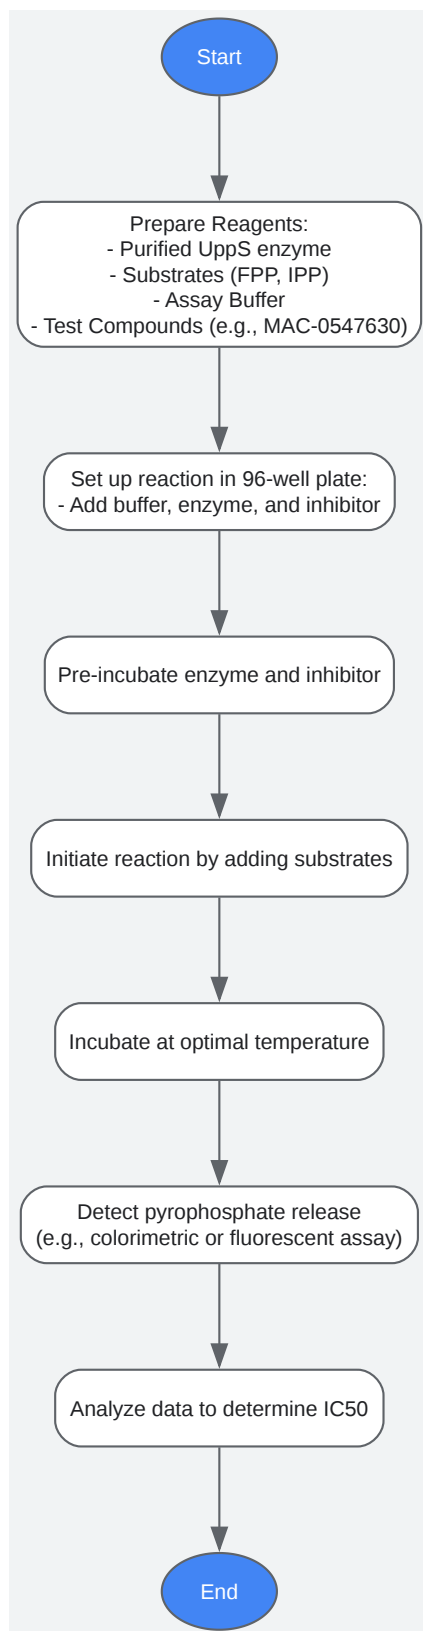 Start
Prepare Reagents:
- Purified UppS enzyme
- Substrates (FPP, IPP)
- Assay Buffer
- Test Compounds (e.g., MAC-0547630)
Set up reaction in 96-well plate:
- Add buffer, enzyme, and inhibitor
Pre-incubate enzyme and inhibitor
Initiate reaction by adding substrates
Incubate at optimal temperature
Detect pyrophosphate release
(e.g., colorimetric or fluorescent assay)
Analyze data to determine IC50
End